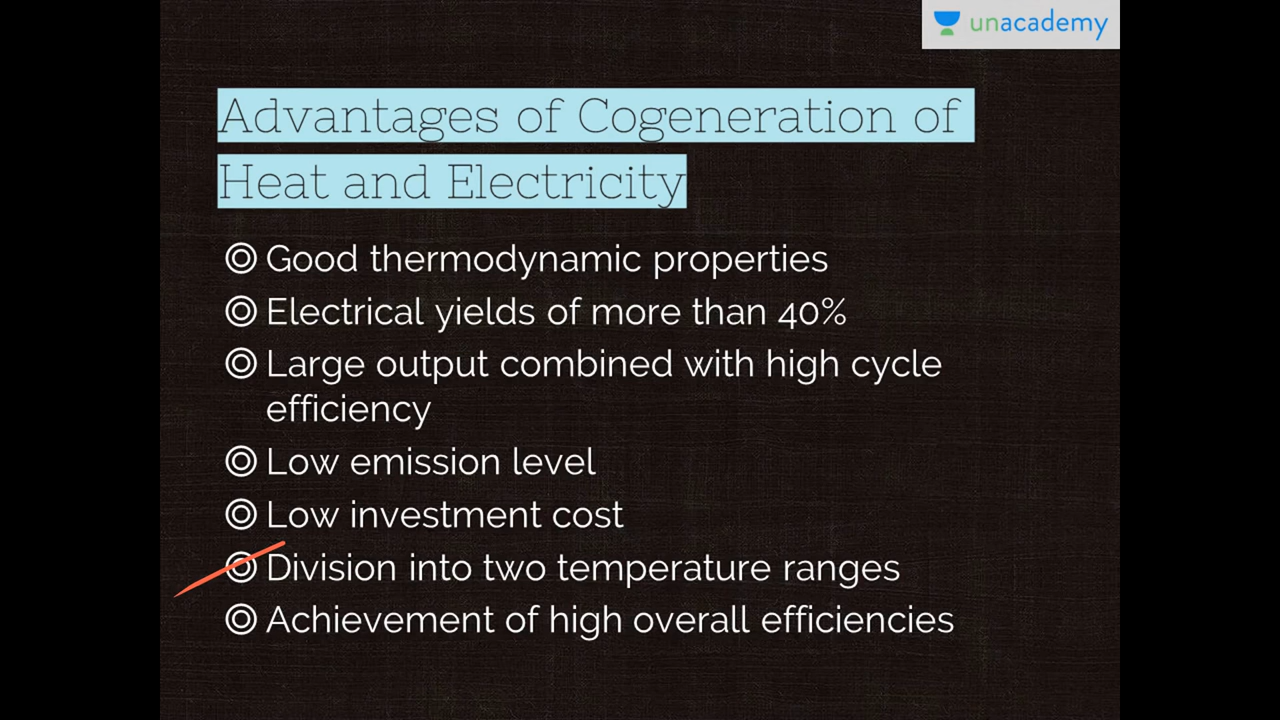 unacademy
Advantages of Cogeneration of
Heat and Electricity
Good thermodynamic properties
Electrical yields of more than 40%
Large output combined with high cycle
efficiency
Low emission level
Low investment cost
Division into two temperature ranges
Achievement of high overall efficiencies